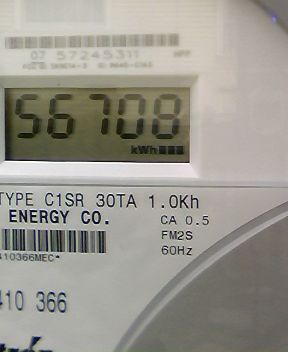 07 57245311
56708
kWh
TYPE C1SR 30TA 1.0Kh
ENERGY CO. CA 0.5
FM2S
410366MEC* 60Hz
410 366